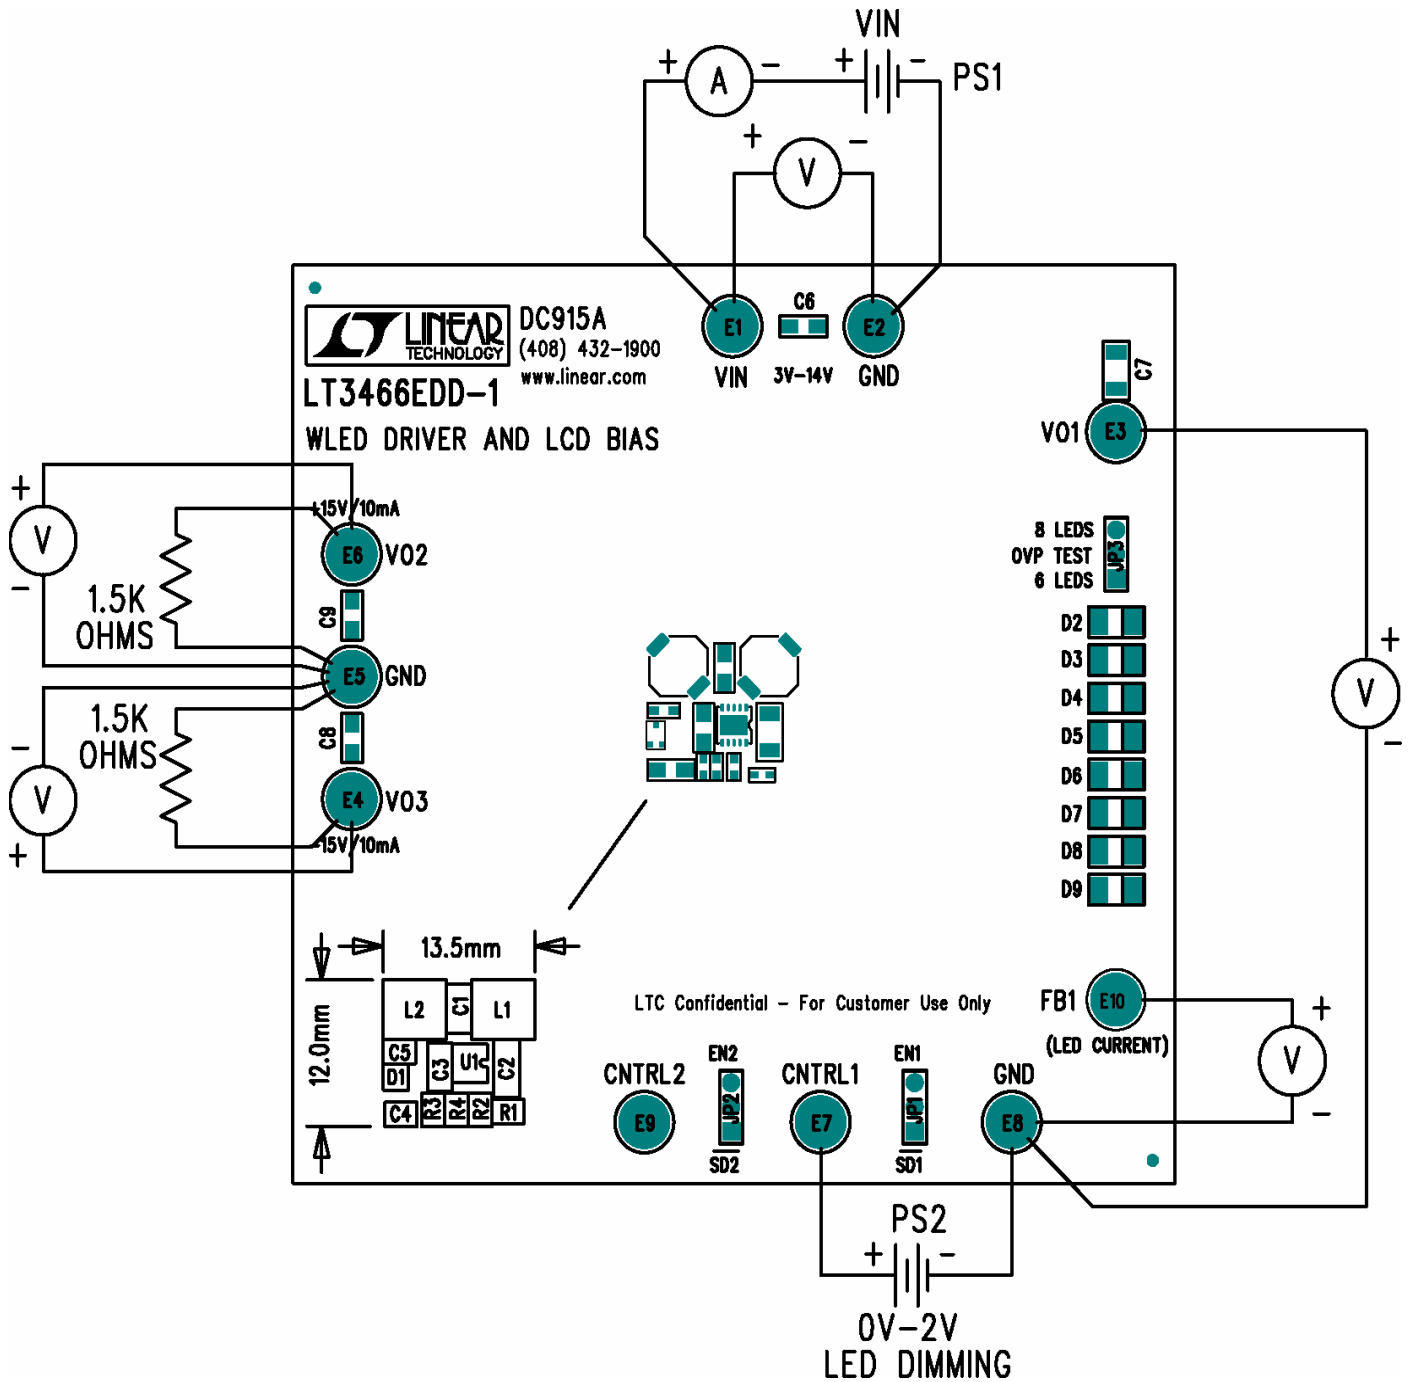 VIN
+ A - + - PS1
+ V -
LINEAR
TECHNOLOGY
DC915A
(408) 432-1900
www.linear.com
LT3466EDD-1
WLED DRIVER AND LCD BIAS
E1
C6
E2
VIN
3V-14V
GND
C7
VO1
E3
+
V
-
+15V/10mA
E6
VO2
1.5K
OHMS
C9
E5
GND
1.5K
OHMS
C8
-
V
+
E4
VO3
-15V/10mA
8 LEDS
OVP TEST
6 LEDS
JP3
D2
D3
D4
D5
D6
D7
D8
D9
+
V
-
13.5mm
12.0mm
L2
C1
L1
C5
D1
C3
U1
C2
C4
R3
R4
R2
R1
LTC Confidential - For Customer Use Only
FB1
E10
(LED CURRENT)
+
V
-
CNTRL2
E9
EN2
JP2
SD2
CNTRL1
E7
EN1
JP1
SD1
GND
E8
PS2
+ -
0V-2V
LED DIMMING